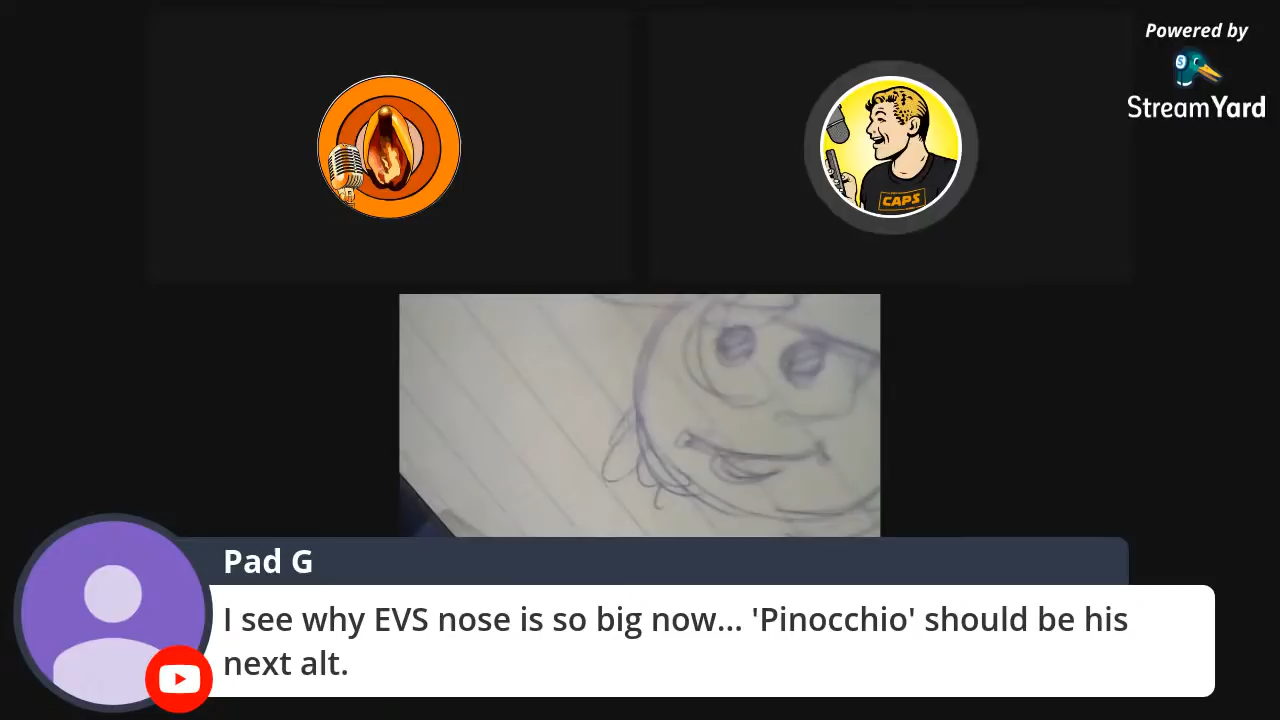 Powered by
StreamYard
CAPS
Pad G
I see why EVS nose is so big now... 'Pinocchio' should be his
next alt.